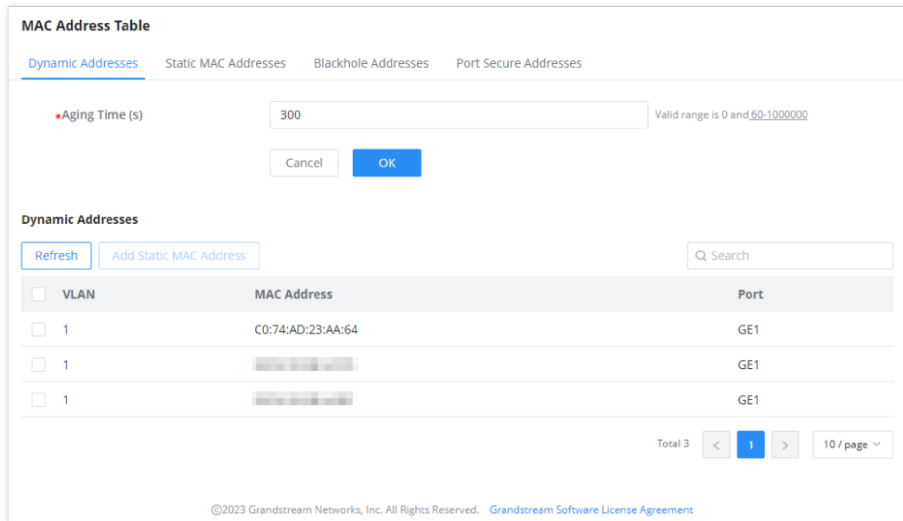 MAC Address Table
Dynamic Addresses Static MAC Addresses Blackhole Addresses Port Secure Addresses
*Aging Time (s) 300 Valid range is 0 and 60-1000000
Cancel OK
Dynamic Addresses
Refresh Add Static MAC Address Search
VLAN MAC Address Port
1 C0:74:AD:23:AA:64 GE1
1 GE1
1 GE1
Total 3 < 1 > 10 / page
©2023 Grandstream Networks, Inc. All Rights Reserved. Grandstream Software License Agreement